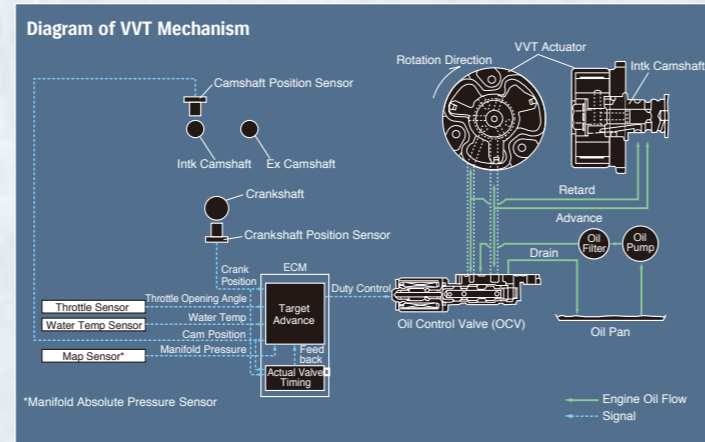 Diagram of VVT Mechanism
VVT Actuator
Rotation Direction
Intk Camshaft
Camshaft Position Sensor
Intk Camshaft
Ex Camshaft
Crankshaft
Crankshaft Position Sensor
Retard
Advance
Drain
Oil
Filter
Oil
Pump
Crank
Position
ECM
Duty Control
Throttle Sensor
Throttle Opening Angle
Target
Advance
Water Temp Sensor
Water Temp
Cam Position
Map Sensor*
Manifold Pressure
Feed
back
Actual Valve
Timing
Oil Control Valve (OCV)
Oil Pan
*Manifold Absolute Pressure Sensor
Engine Oil Flow
Signal